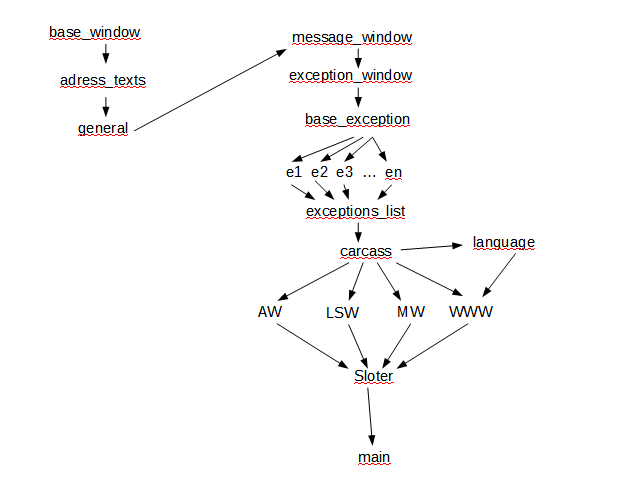 base_window
adress_texts
general
message_window
exception_window
base_exception
e1 e2 e3 ... en
exceptions_list
carcass
language
AW LSW MW WWW
Sloter
main